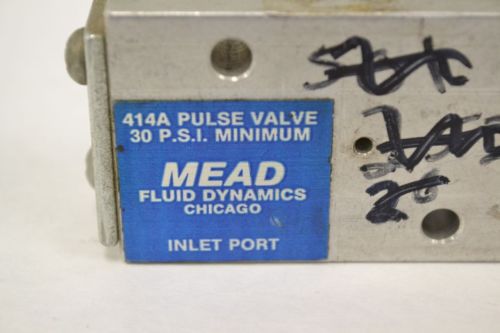 414A PULSE VALVE
30 P.S.I. MINIMUM
MEAD
FLUID DYNAMICS
CHICAGO
INLET PORT